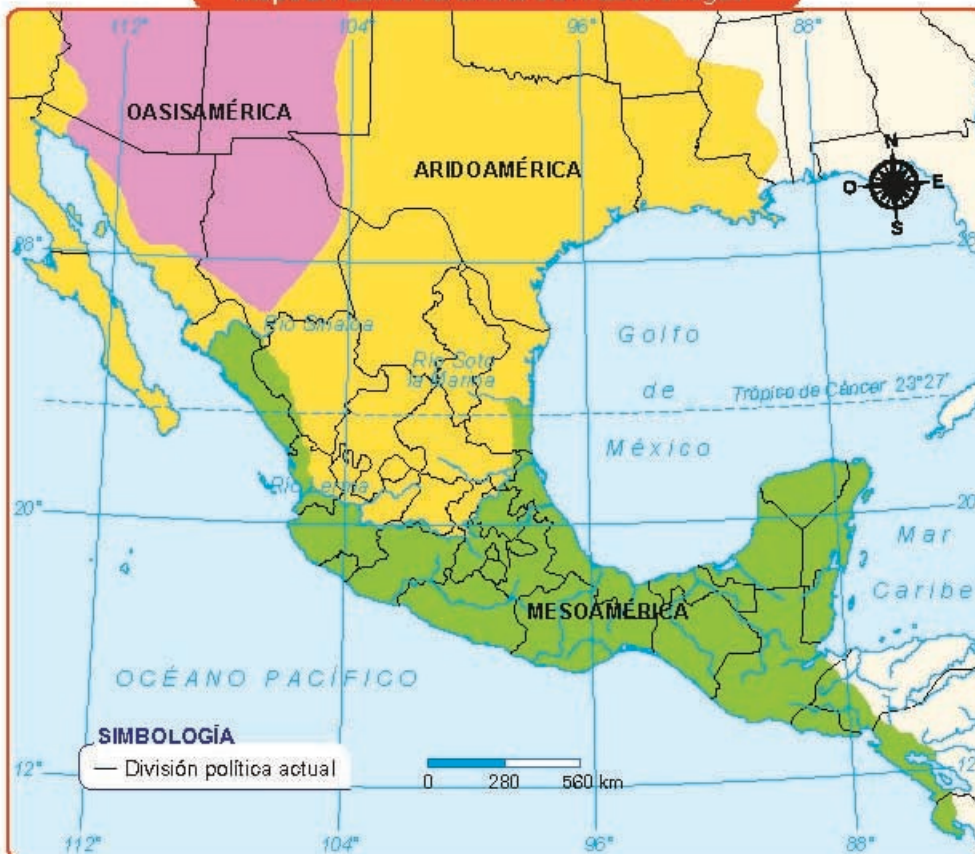 112°
104°
96°
88°
OASISAMÉRICA
ARIDOAMÉRICA
N
O
E
S
28°
Río Sinaloa
Río Soto
la Marina
Golfo
de
México
Trópico de Cáncer 23°27'
Río Lerma
20°
20°
Mar
Caribe
MESOAMÉRICA
OCÉANO PACÍFICO
SIMBOLOGÍA
División política actual
0 280 560 km
12°
12°
112°
104°
96°
88°